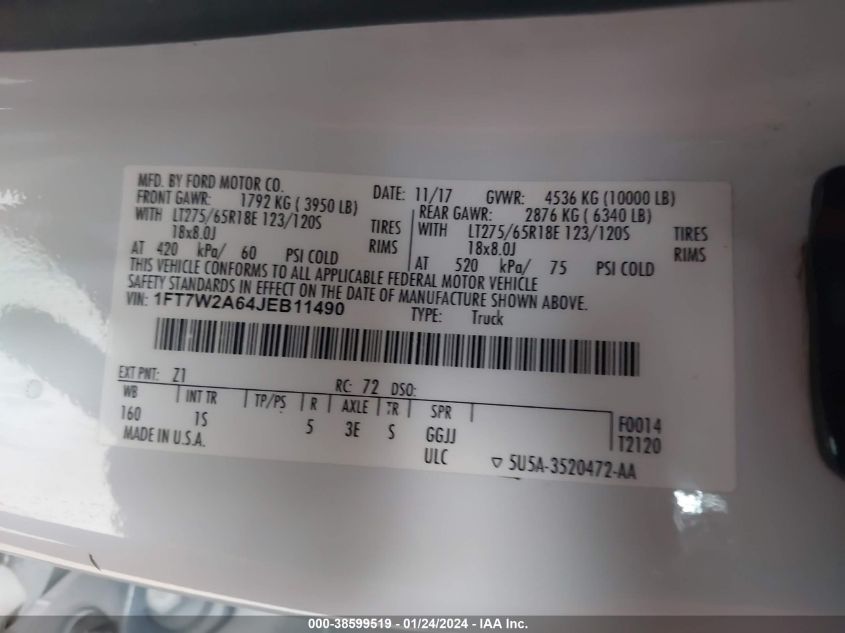 MFD. BY FORD MOTOR CO.
DATE: 11/17 GVWR: 4536 KG (10000 LB)
FRONT GAWR: 1792 KG ( 3950 LB)
REAR GAWR: 2876 KG ( 6340 LB)
WITH LT275/65R18E 123/120S TIRES
WITH LT275/65R18E 123/120S TIRES
18x8.0J RIMS
18x8.0J RIMS
AT 420 kPa/ 60 PSI COLD
AT 520 kPa/ 75 PSI COLD
THIS VEHICLE CONFORMS TO ALL APPLICABLE FEDERAL MOTOR VEHICLE
SAFETY STANDARDS IN EFFECT ON THE DATE OF MANUFACTURE SHOWN ABOVE.
VIN: 1FT7W2A64JEB11490 TYPE: Truck
EXT PNT: Z1 RC: 72 DSO:
WB INT TR TP/PS R AXLE TR SPR
160 1S 5 3E S GGJJ
F0014
T2120
MADE IN U.S.A. ULC
5U5A-3520472-AA
000-38599519 - 01/24/2024 - IAA Inc.